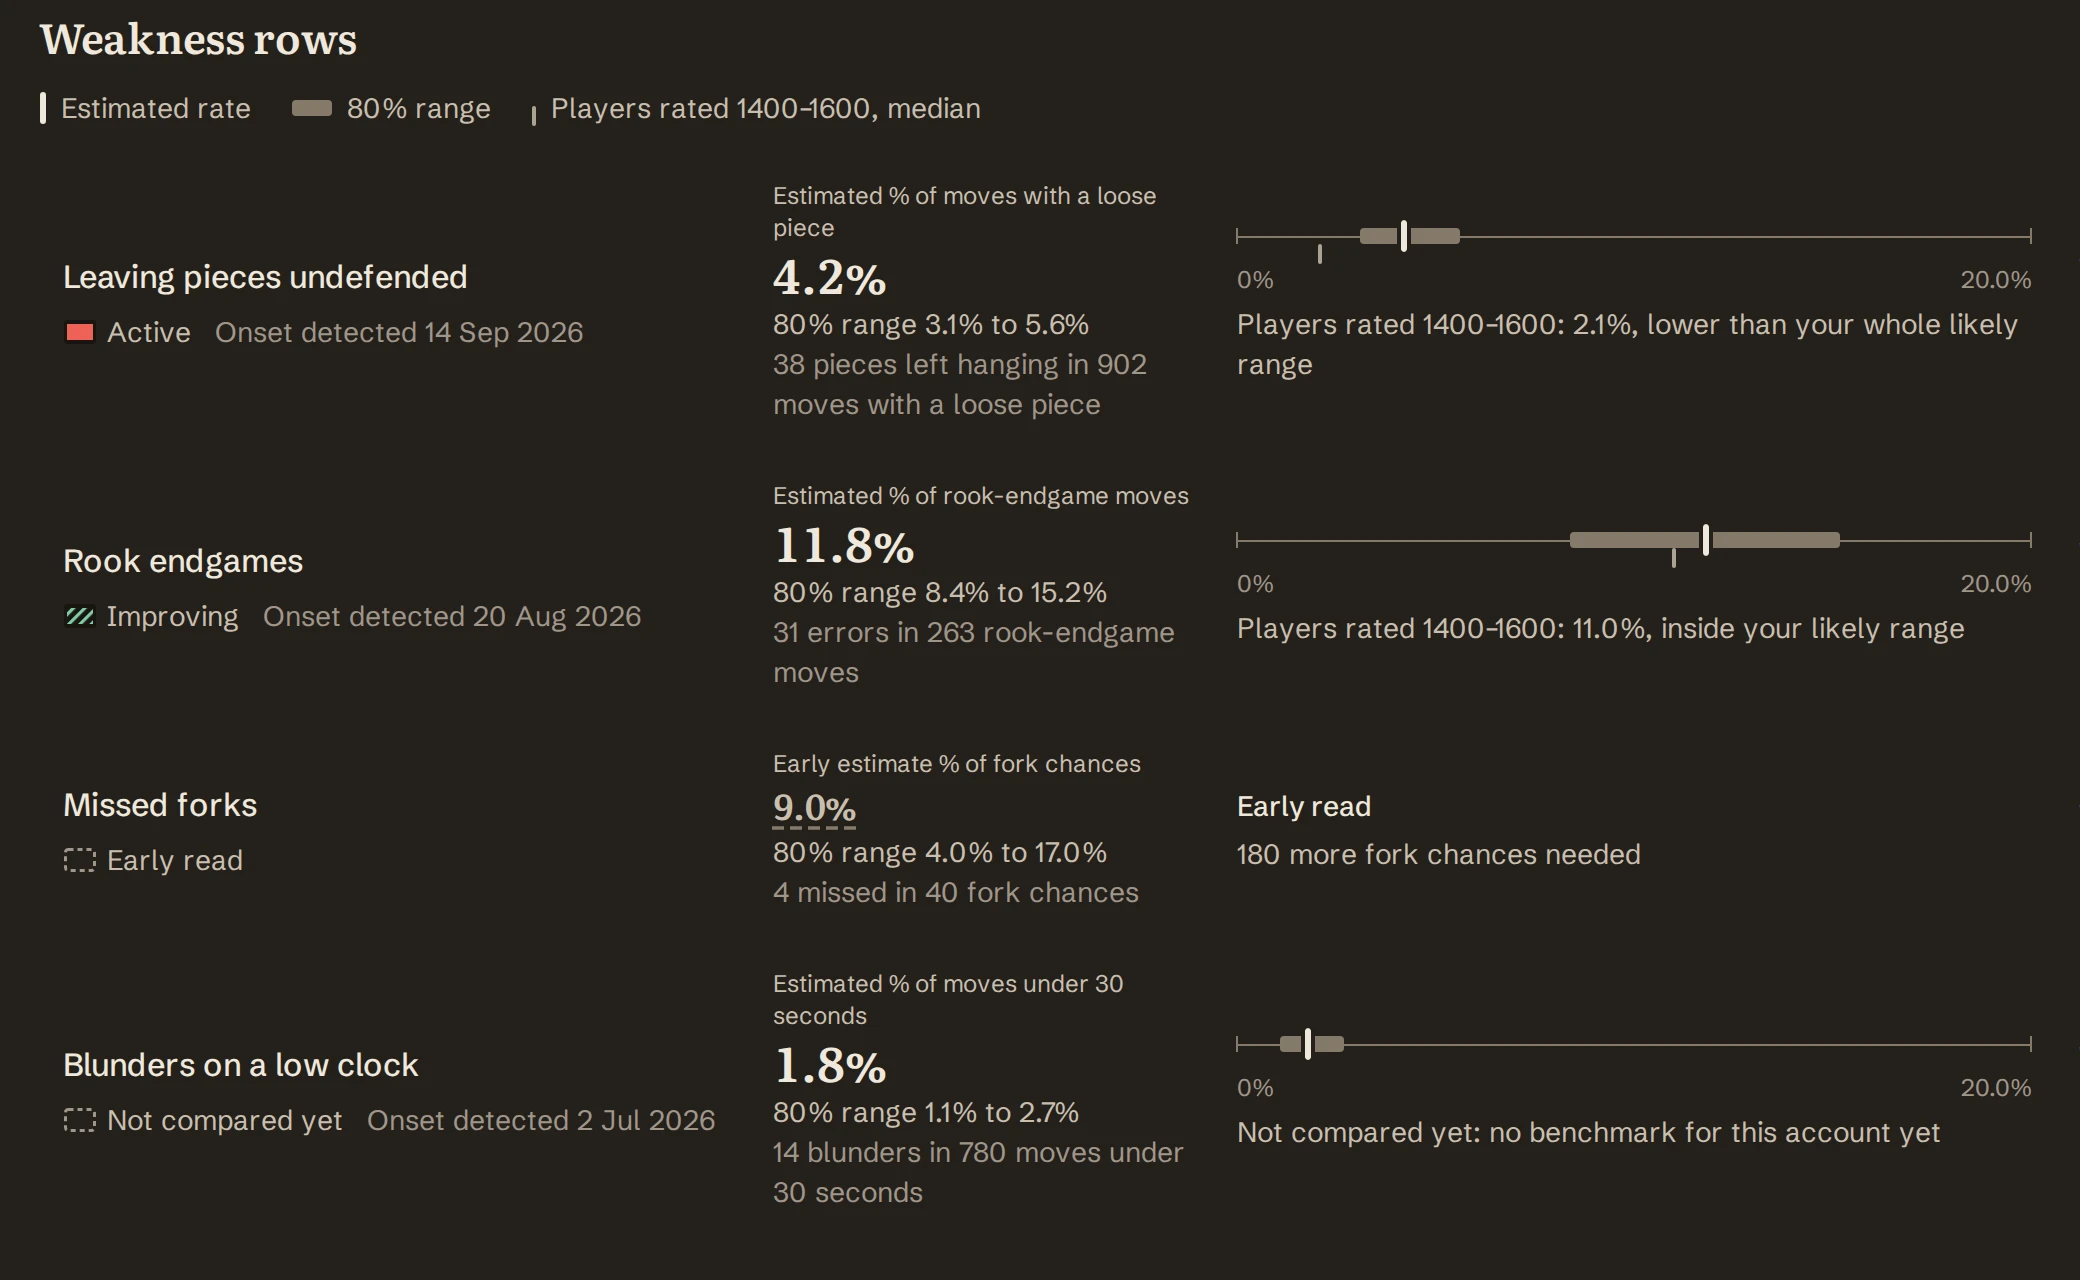 Weakness rows
Estimated rate
80% range
Players rated 1400–1600, median
Leaving pieces undefended
Active
Onset detected 14 Sep 2026
Estimated % of moves with a loose
piece
4.2%
80% range 3.1% to 5.6%
38 pieces left hanging in 902
moves with a loose piece
0%
20.0%
Players rated 1400–1600: 2.1%, lower than your whole likely
range
Rook endgames
Improving
Onset detected 20 Aug 2026
Estimated % of rook-endgame moves
11.8%
80% range 8.4% to 15.2%
31 errors in 263 rook-endgame
moves
0%
20.0%
Players rated 1400–1600: 11.0%, inside your likely range
Missed forks
Early read
Early estimate % of fork chances
9.0%
80% range 4.0% to 17.0%
4 missed in 40 fork chances
Early read
180 more fork chances needed
Blunders on a low clock
Not compared yet
Onset detected 2 Jul 2026
Estimated % of moves under 30
seconds
1.8%
80% range 1.1% to 2.7%
14 blunders in 780 moves under
30 seconds
0%
20.0%
Not compared yet: no benchmark for this account yet